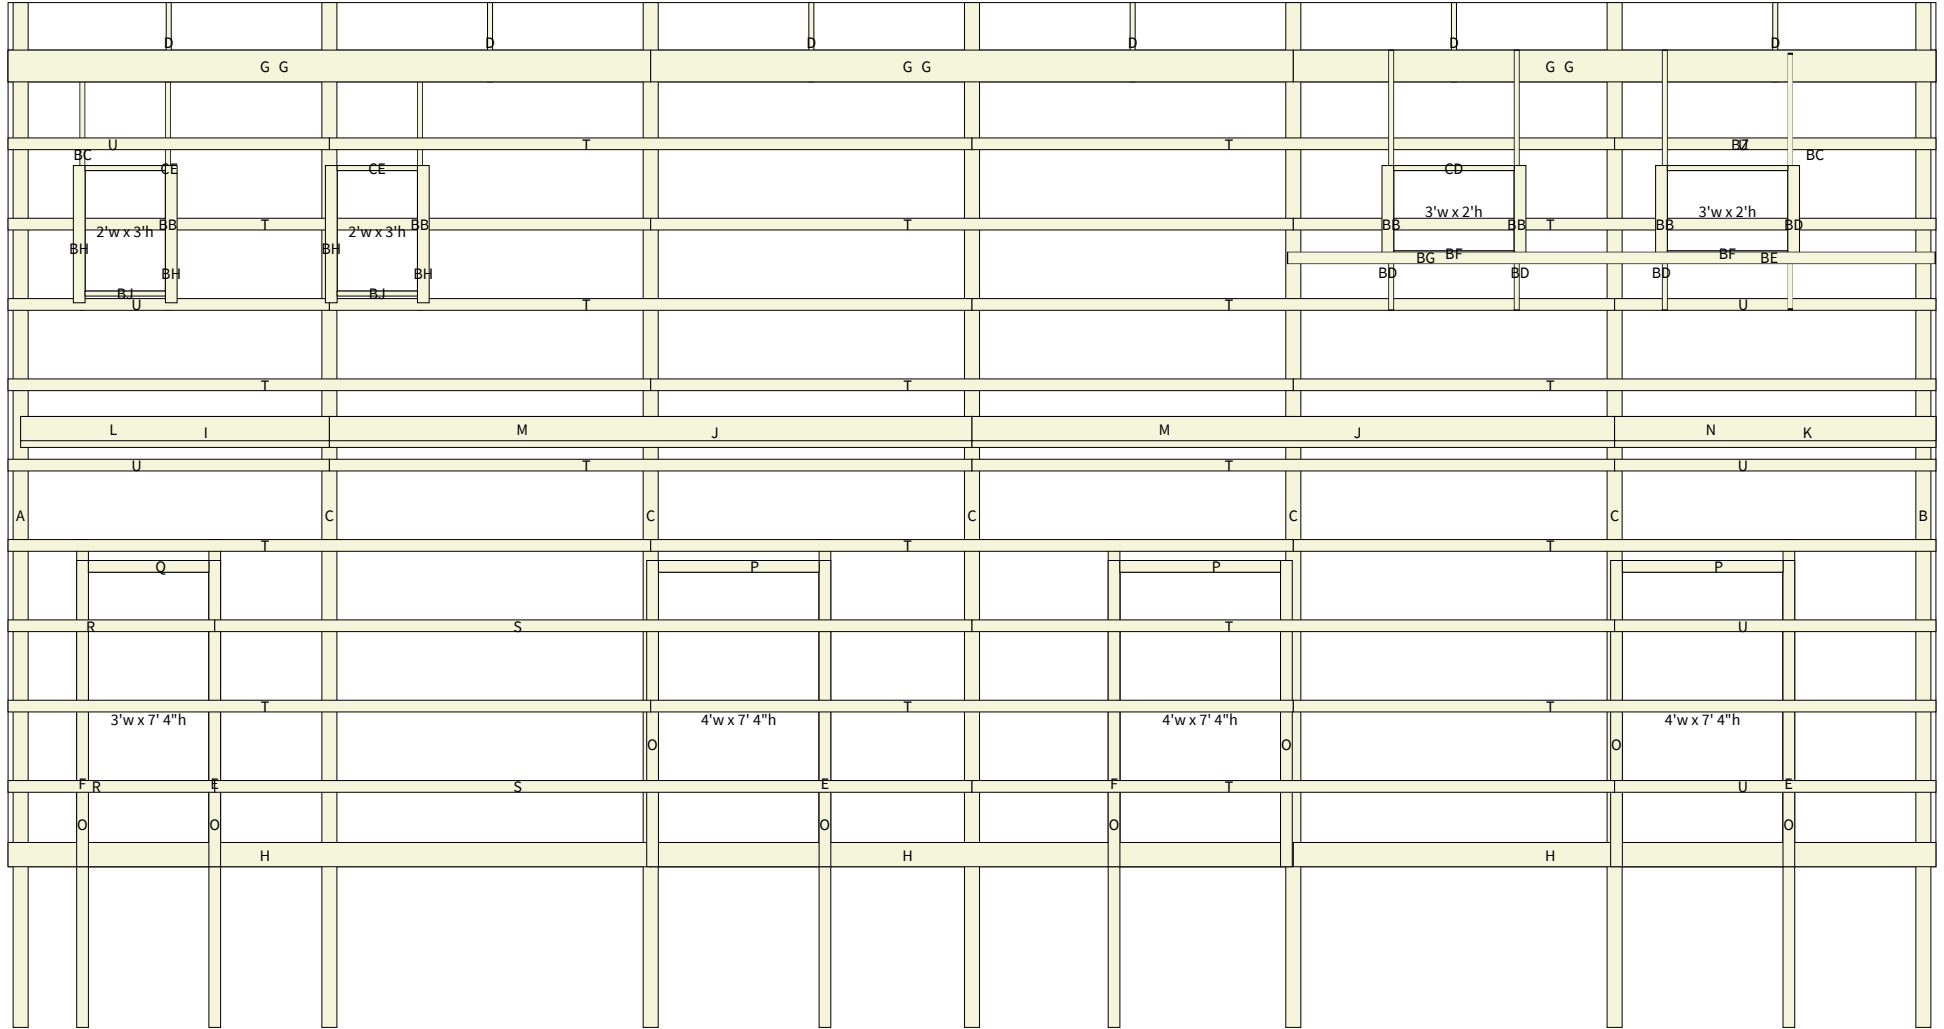 D D D D D D
G G G G G G
U T T U
BC BC
CE CE CD
3'w x 2'h 3'w x 2'h
T BB T BB T BB BB T BB BD
2'w x 3'h 2'w x 3'h
BH BH
BG BF BF BE
BH BH BD BD BD
BJ BJ
U T T U
T T T
L I M J M J N K
U T T U
A C C C C C B
T T T
Q P P P
R S T U
T T T
3'w x 7' 4"h 4'w x 7' 4"h 4'w x 7' 4"h 4'w x 7' 4"h
O O O
F R E S E F T U E
O O O O O
H H H